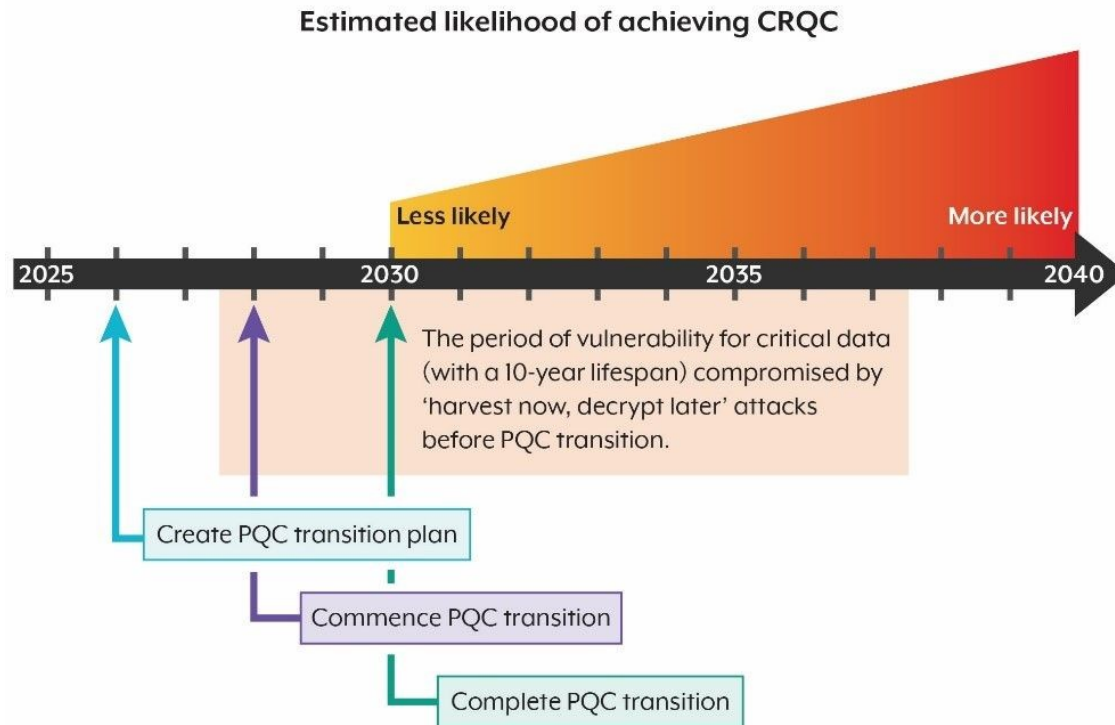 Estimated likelihood of achieving CRQC
Less likely
More likely
2025
2030
2035
2040
The period of vulnerability for critical data
(with a 10-year lifespan) compromised by
‘harvest now, decrypt later’ attacks
before PQC transition.
Create PQC transition plan
Commence PQC transition
Complete PQC transition